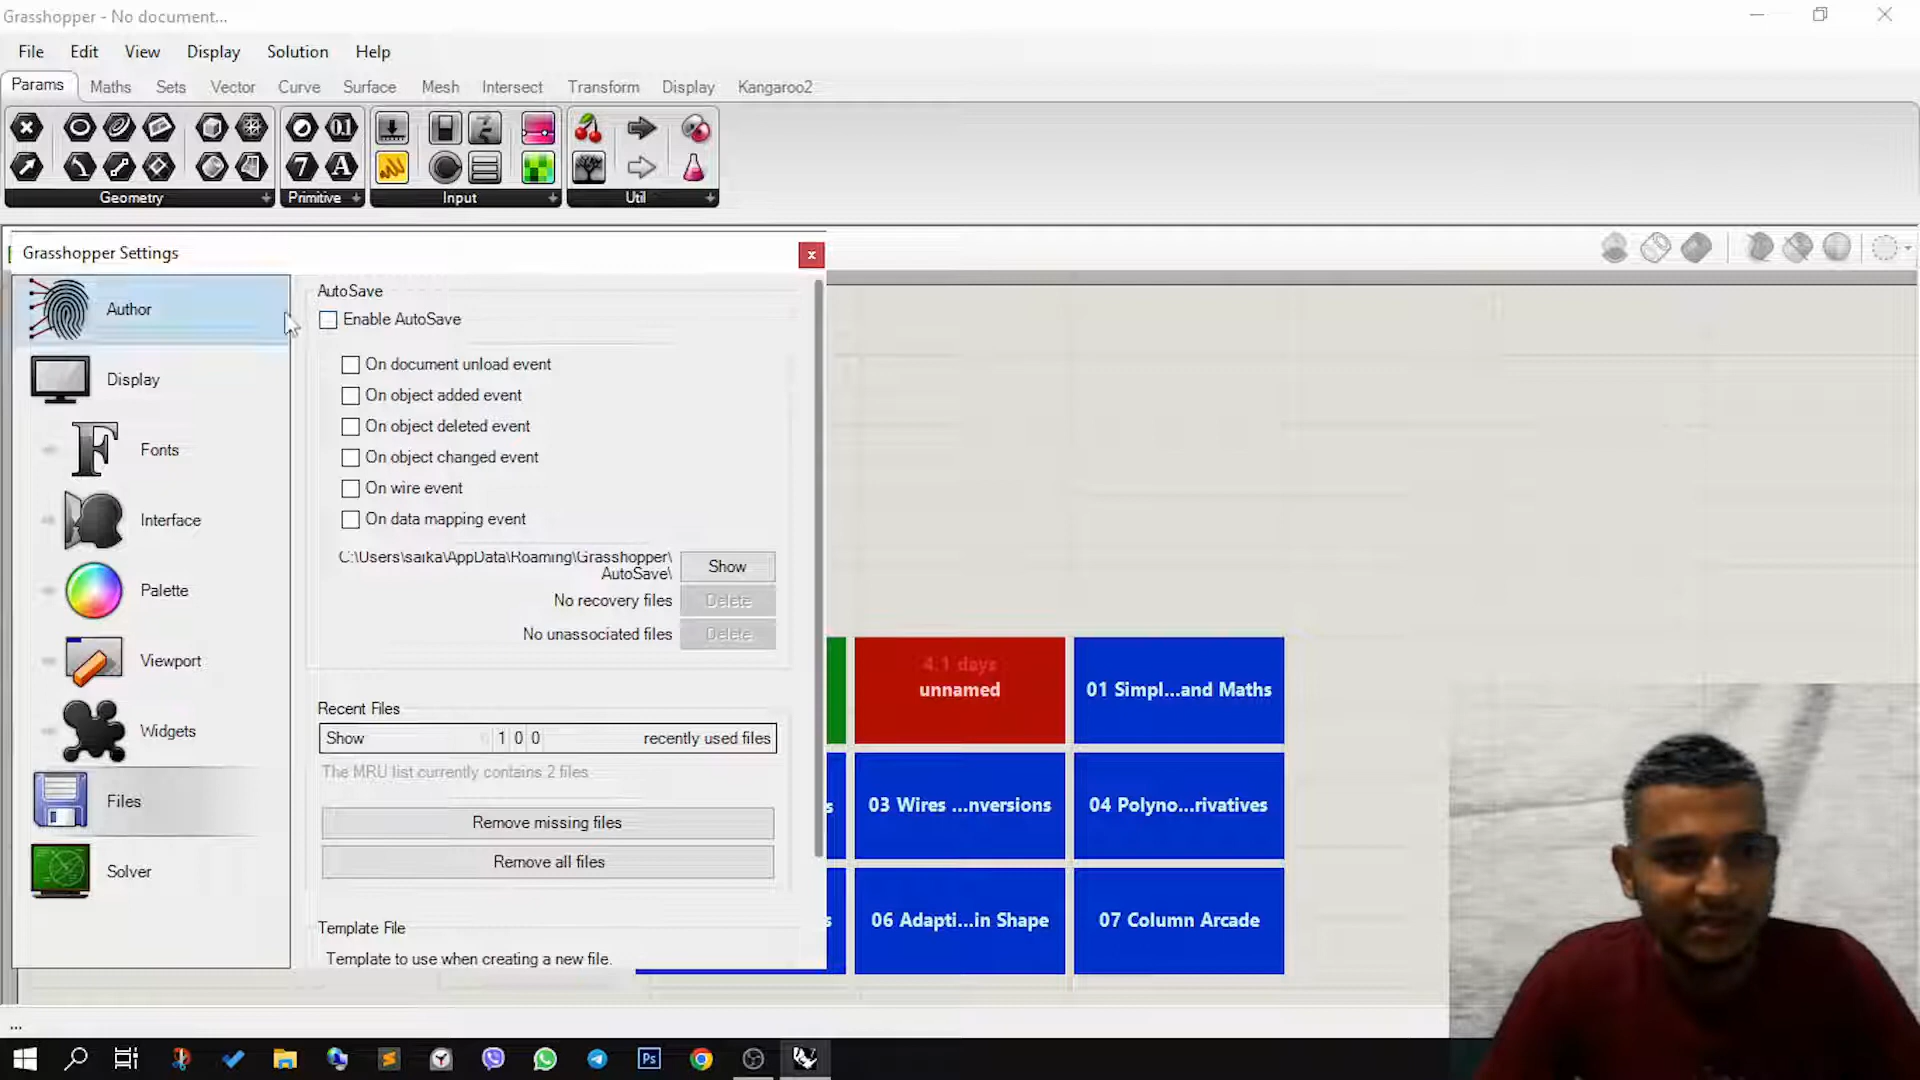 Grasshopper - No document...
File Edit View Display Solution Help
Params Maths Sets Vector Curve Surface Mesh Intersect Transform Display Kangaroo2
Geometry Primitive Input Util
Grasshopper Settings
Author
Display
Fonts
Interface
Palette
Viewport
Widgets
Files
Solver
AutoSave
Enable AutoSave
On document unload event
On object added event
On object deleted event
On object changed event
On wire event
On data mapping event
C:\Users\saika\AppData\Roaming\Grasshopper\
AutoSave\
Show
No recovery files Delete
No unassociated files Delete
Recent Files
Show 1 0 0 recently used files
The MRU list currently contains 2 files
Remove missing files
Remove all files
Template File
Template to use when creating a new file.
4.1 days
unnamed
01 Simpl...and Maths
s
03 Wires ...nversions
04 Polyno...rivatives
s
06 Adapti...in Shape
07 Column Arcade
...
Ps